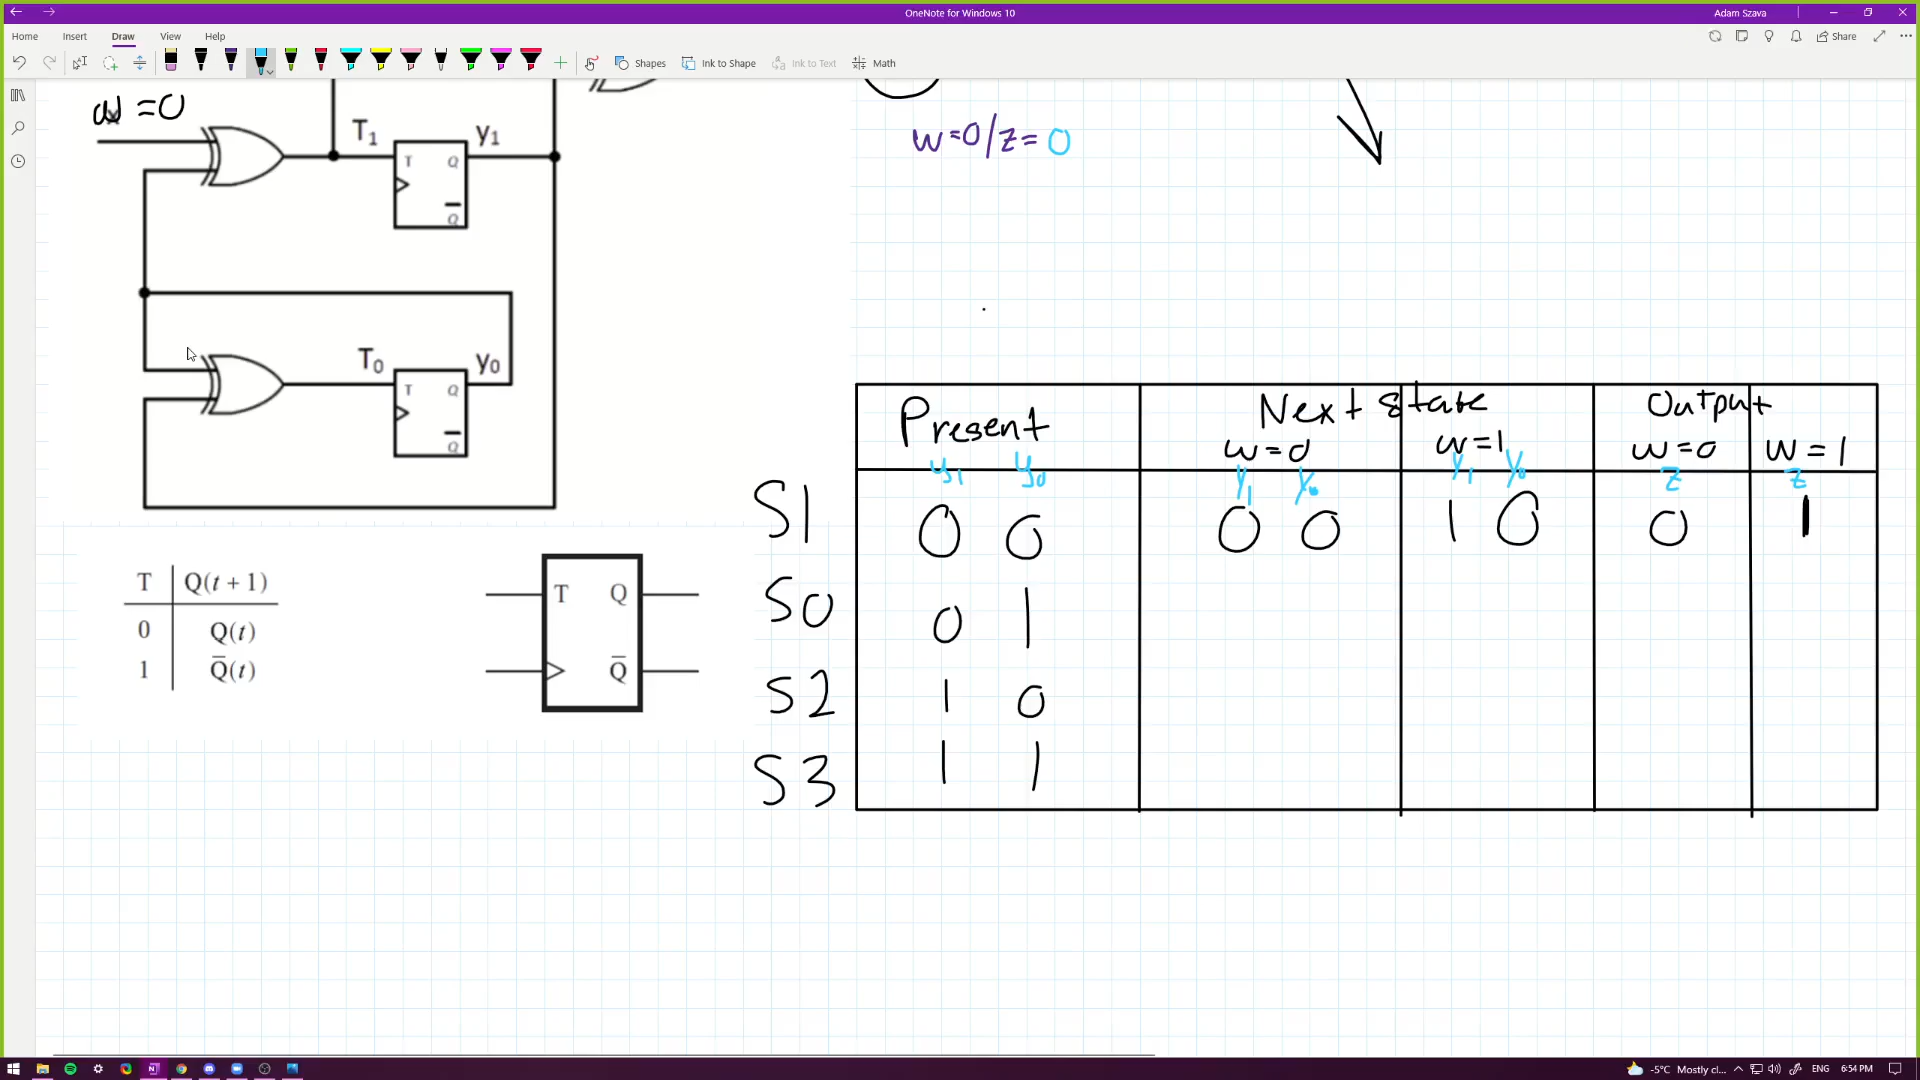 OneNote for Windows 10
Adam Szava
Home Insert Draw View Help
Share
Shapes Ink to Shape Ink to Text Math
w =0
T1 y1
T Q
Q
w=0/z=0
T0 y0
T Q
Q
Present Next State Output
w=0 w=1 w=0 w=1
y1 y0 Y1 Y0 Y1 Y0 z z
S1 0 0 0 0 1 0 0 1
S0 0 1
S2 1 0
S3 1 1
T Q(t + 1)
0 Q(t)
1 Q̅(t)
T Q
Q̅
-5°C Mostly cl... ENG 6:54 PM